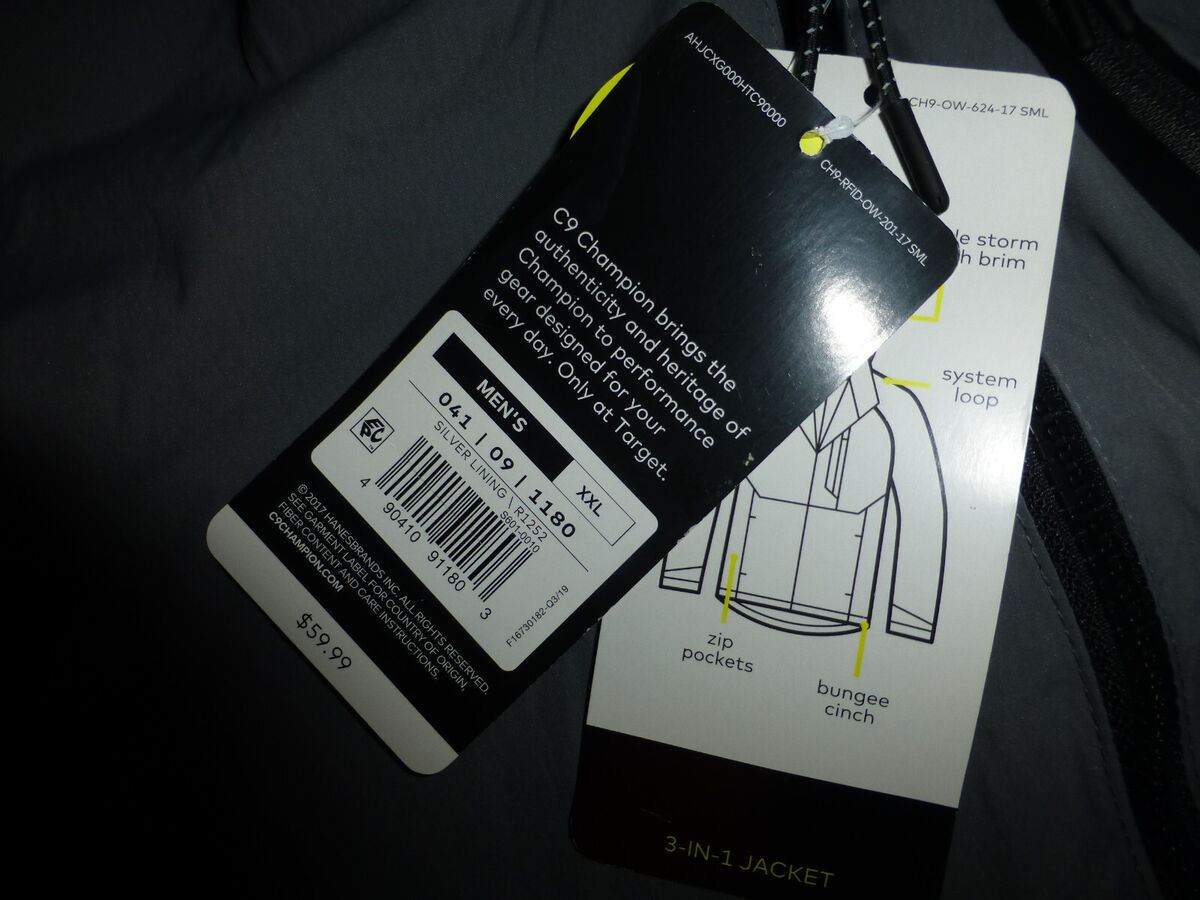 AHJCXG000HTC90000
CH9-RFID-OW-201-17 SML
C9 Champion brings the
authenticity and heritage of
Champion to performance
gear designed for your
every day. Only at Target.
MEN'S
XXL
041 | 09 | 1180
SILVER LINING \ R1252
S601-0010
4 90410 91180 3
F16730182-Q3/19
© 2017 HANESBRANDS INC. ALL RIGHTS RESERVED.
SEE GARMENT LABEL FOR COUNTRY OF ORIGIN,
FIBER CONTENT AND CARE INSTRUCTIONS.
C9CHAMPION.COM
$59.99
CH9-OW-624-17 SML
storm
brim
system
loop
zip
pockets
bungee
cinch
3-IN-1 JACKET